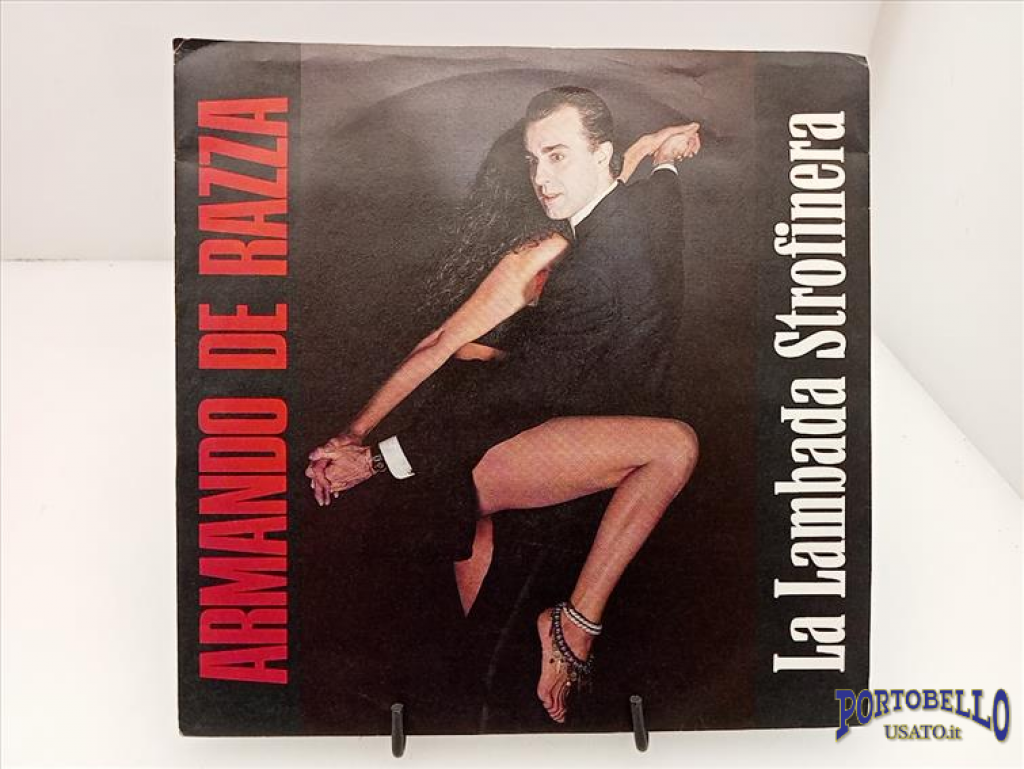 ARMANDO DE RAZZA
La Lambada Strofinera
PORTOBELLO
USATO.it